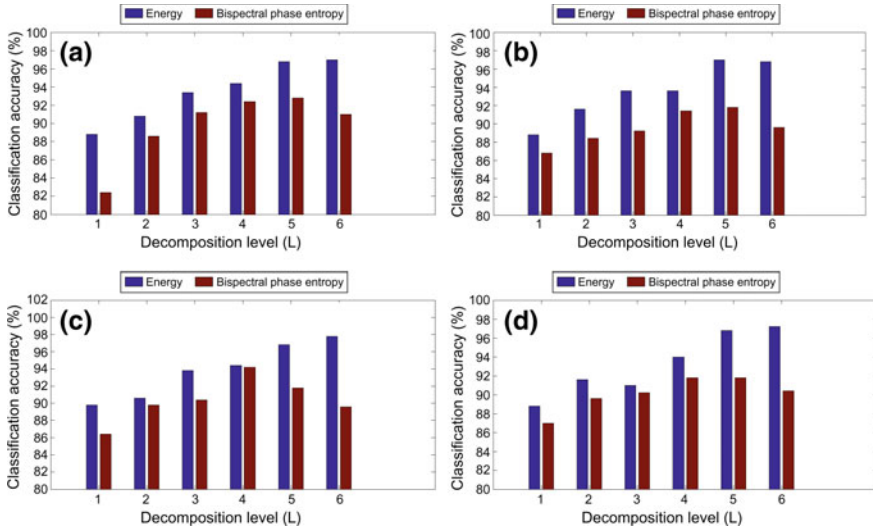 Energy Bispectral phase entropy
(a)
Classification accuracy (%)
100
98
96
94
92
90
88
86
84
82
80
1 2 3 4 5 6
Decomposition level (L)
Energy Bispectral phase entropy
(b)
Classification accuracy (%)
100
98
96
94
92
90
88
86
84
82
80
1 2 3 4 5 6
Decomposition level (L)
Energy Bispectral phase entropy
(c)
Classification accuracy (%)
102
100
98
96
94
92
90
88
86
84
82
80
1 2 3 4 5 6
Decomposition level (L)
Energy Bispectral phase entropy
(d)
Classification accuracy (%)
100
98
96
94
92
90
88
86
84
82
80
1 2 3 4 5 6
Decomposition level (L)